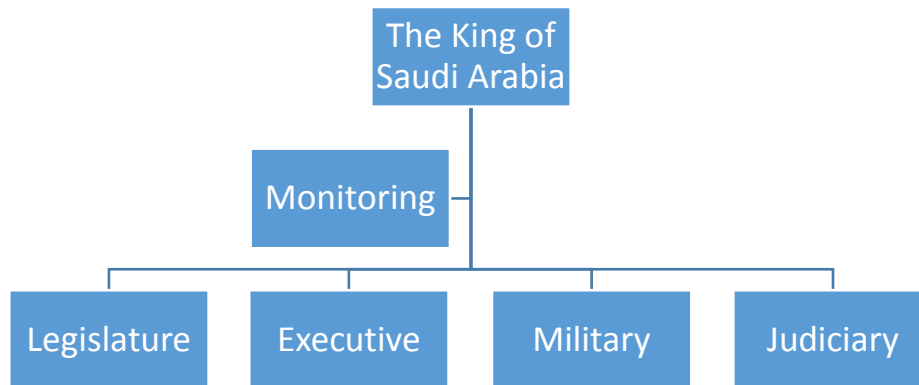 The King of
Saudi Arabia
Monitoring
Legislature
Executive
Military
Judiciary